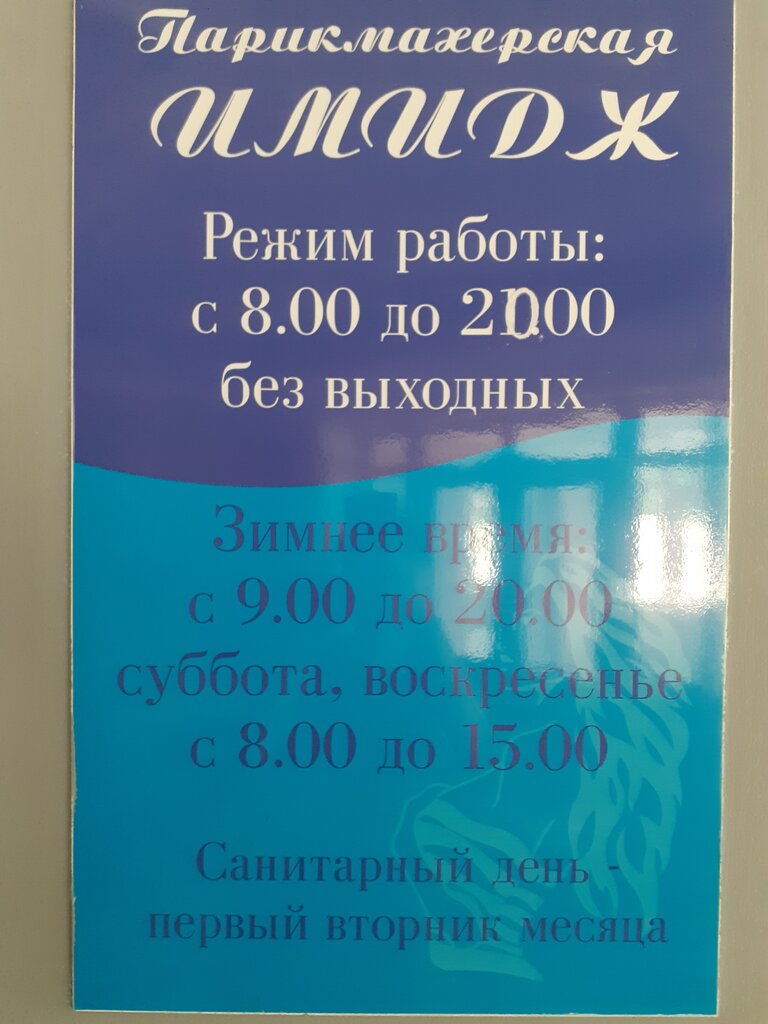 Парикмахерская
ИМИДЖ
Режим работы:
с 8.00 до 20.00
без выходных
Зимнее время:
с 9.00 до 20.00
суббота, воскресенье
с 8.00 до 15.00
Санитарный день -
первый вторник месяца